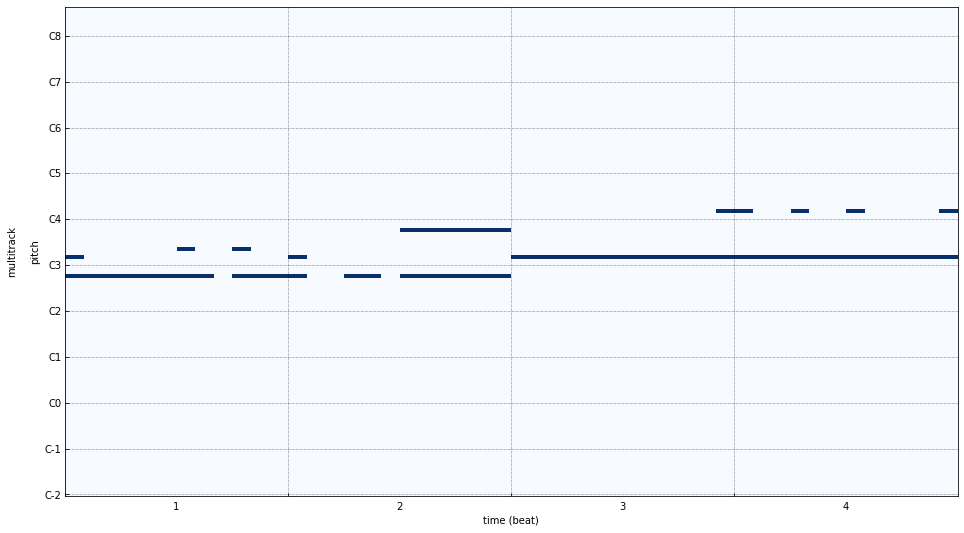 C8
C7
C6
C5
C4
C3
C2
C1
C0
C-1
C-2
multitrack
pitch
1 2 3 4
time (beat)